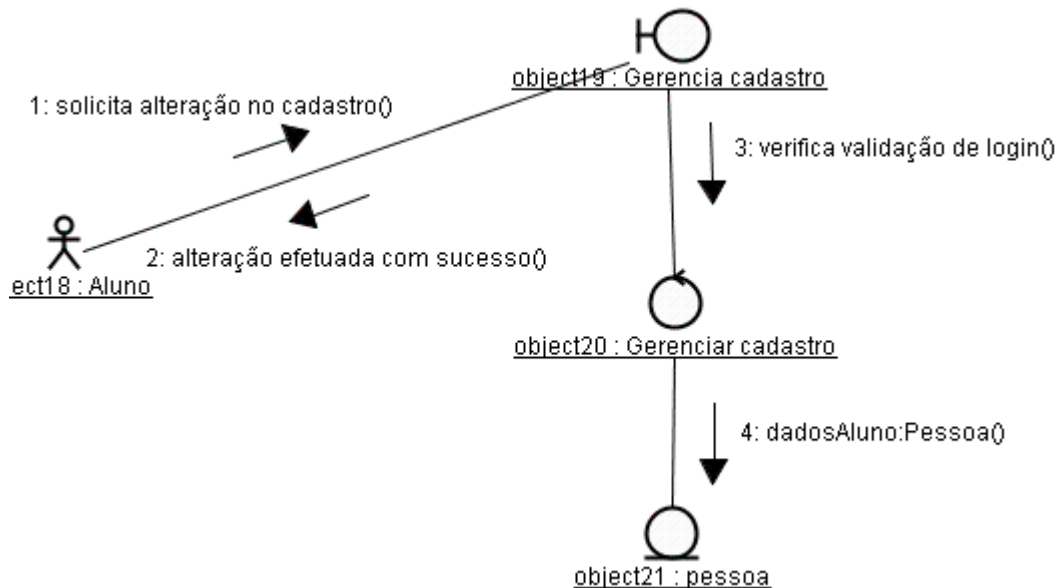 object19 : Gerencia cadastro
1: solicita alteração no cadastro()
3: verifica validação de login()
2: alteração efetuada com sucesso()
ect18 : Aluno
object20 : Gerenciar cadastro
4: dadosAluno:Pessoa()
object21 : pessoa